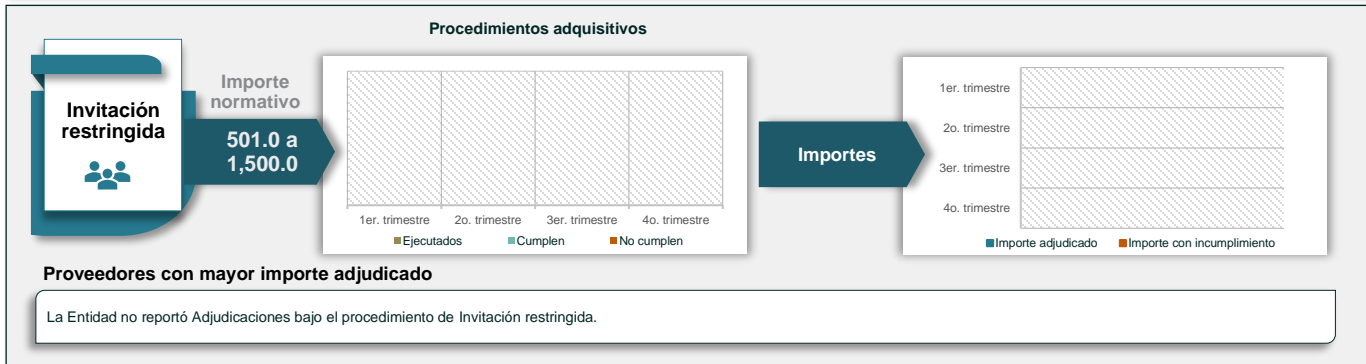 Procedimientos adquisitivos
Invitación
restringida
Importe
normativo
501.0 a
1,500.0
1er. trimestre 2o. trimestre 3er. trimestre 4o. trimestre
Ejecutados Cumplen No cumplen
Importes
1er. trimestre
2o. trimestre
3er. trimestre
4o. trimestre
Importe adjudicado Importe con incumplimiento
Proveedores con mayor importe adjudicado
La Entidad no reportó Adjudicaciones bajo el procedimiento de Invitación restringida.